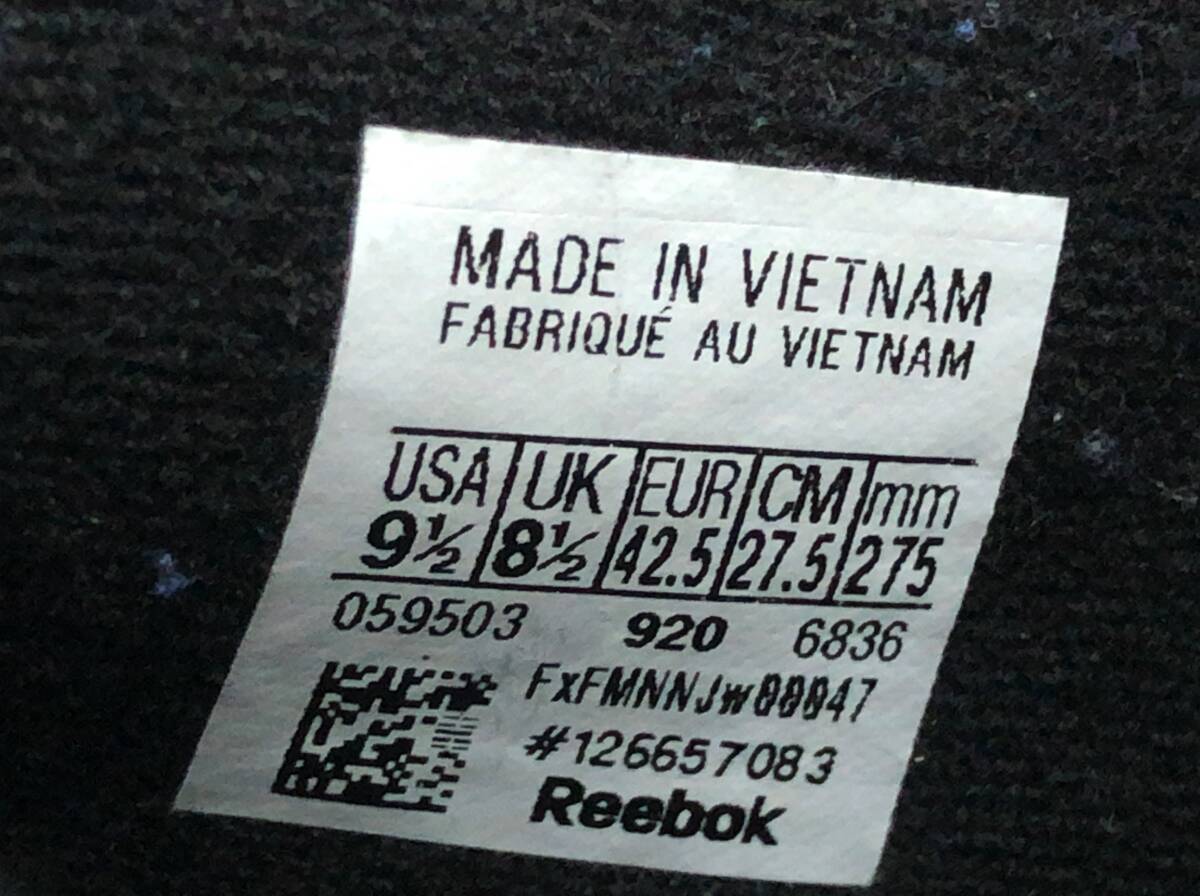 MADE IN VIETNAM
FABRIQUÉ AU VIETNAM
USA UK EUR CM mm
9½ 8½ 42.5 27.5 275
059503 920 6836
FxFMNNJw00047
#126657083
Reebok